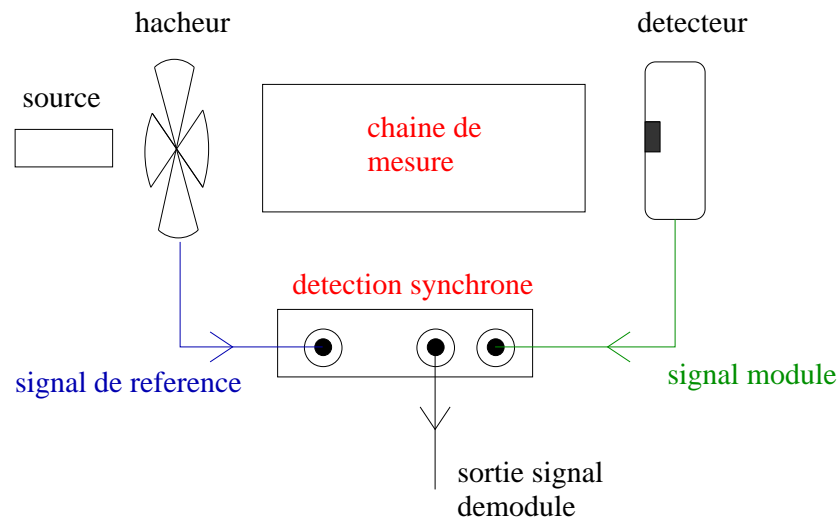 hacheur
detecteur
source
chaine de
mesure
detection synchrone
signal de reference
signal module
sortie signal
demodule